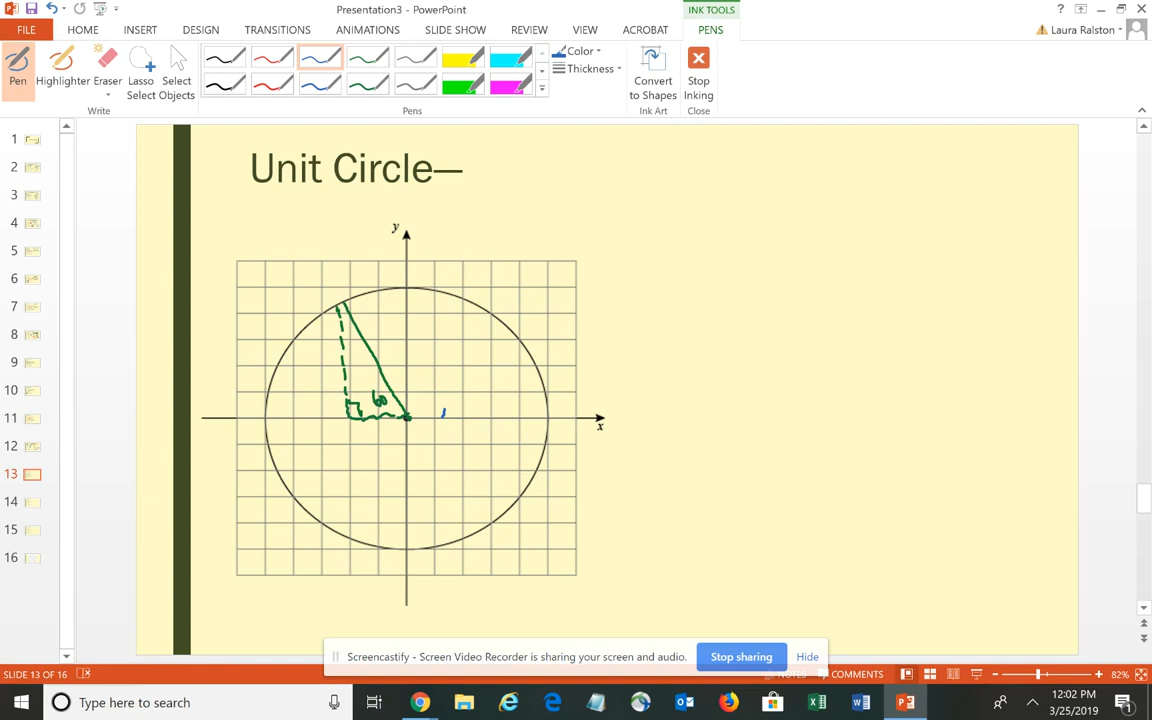 Presentation3 - PowerPoint
INK TOOLS
FILE
HOME
INSERT
DESIGN
TRANSITIONS
ANIMATIONS
SLIDE SHOW
REVIEW
VIEW
ACROBAT
PENS
Laura Ralston
Pen
Highlighter
Eraser
Lasso Select
Select Objects
Color
Thickness
Convert to Shapes
Stop Inking
Write
Pens
Ink Art
Close
1
2
3
4
5
6
7
8
9
10
11
12
13
14
15
16
Unit Circle—
y
60
x
Screencastify - Screen Video Recorder is sharing your screen and audio.
Stop sharing
Hide
SLIDE 13 OF 16
NOTES
COMMENTS
82%
Type here to search
12:02 PM
3/25/2019
1